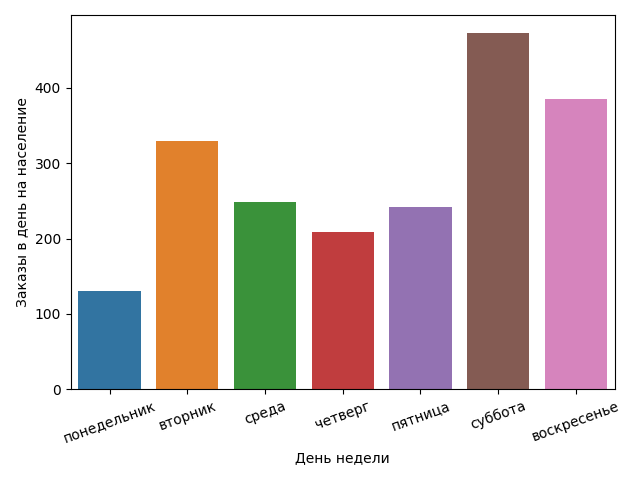 Заказы в день на население
400
300
200
100
0
понедельник
вторник
среда
четверг
пятница
суббота
воскресенье
День недели